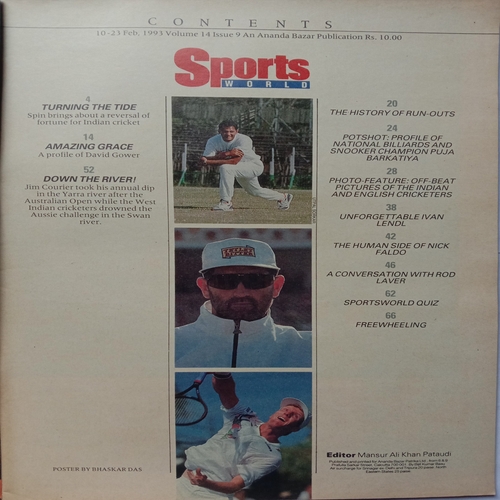 CONTENTS
10-23 Feb. 1993 Volume 14 Issue 9 An Ananda Bazar Publication Rs. 10.00
Sports
WORLD
4
TURNING THE TIDE
Spin brings about a reversal of
fortune for Indian cricket
14
AMAZING GRACE
A profile of David Gower
52
DOWN THE RIVER!
Jim Courier took his annual dip
in the Yarra river after the
Australian Open while the West
Indian cricketers drowned the
Aussie challenge in the Swan
river.
POSTER BY BHASKAR DAS
20
THE HISTORY OF RUN-OUTS
24
POTSHOT: PROFILE OF
NATIONAL BILLIARDS AND
SNOOKER CHAMPION PUJA
BARKATIYA
28
PHOTO-FEATURE: OFF-BEAT
PICTURES OF THE INDIAN
AND ENGLISH CRICKETERS
38
UNFORGETTABLE IVAN
LENDL
42
THE HUMAN SIDE OF NICK
FALDO
46
A CONVERSATION WITH ROD
LAVER
62
SPORTSWORLD QUIZ
66
FREEWHEELING
Editor Mansur Ali Khan Pataudi